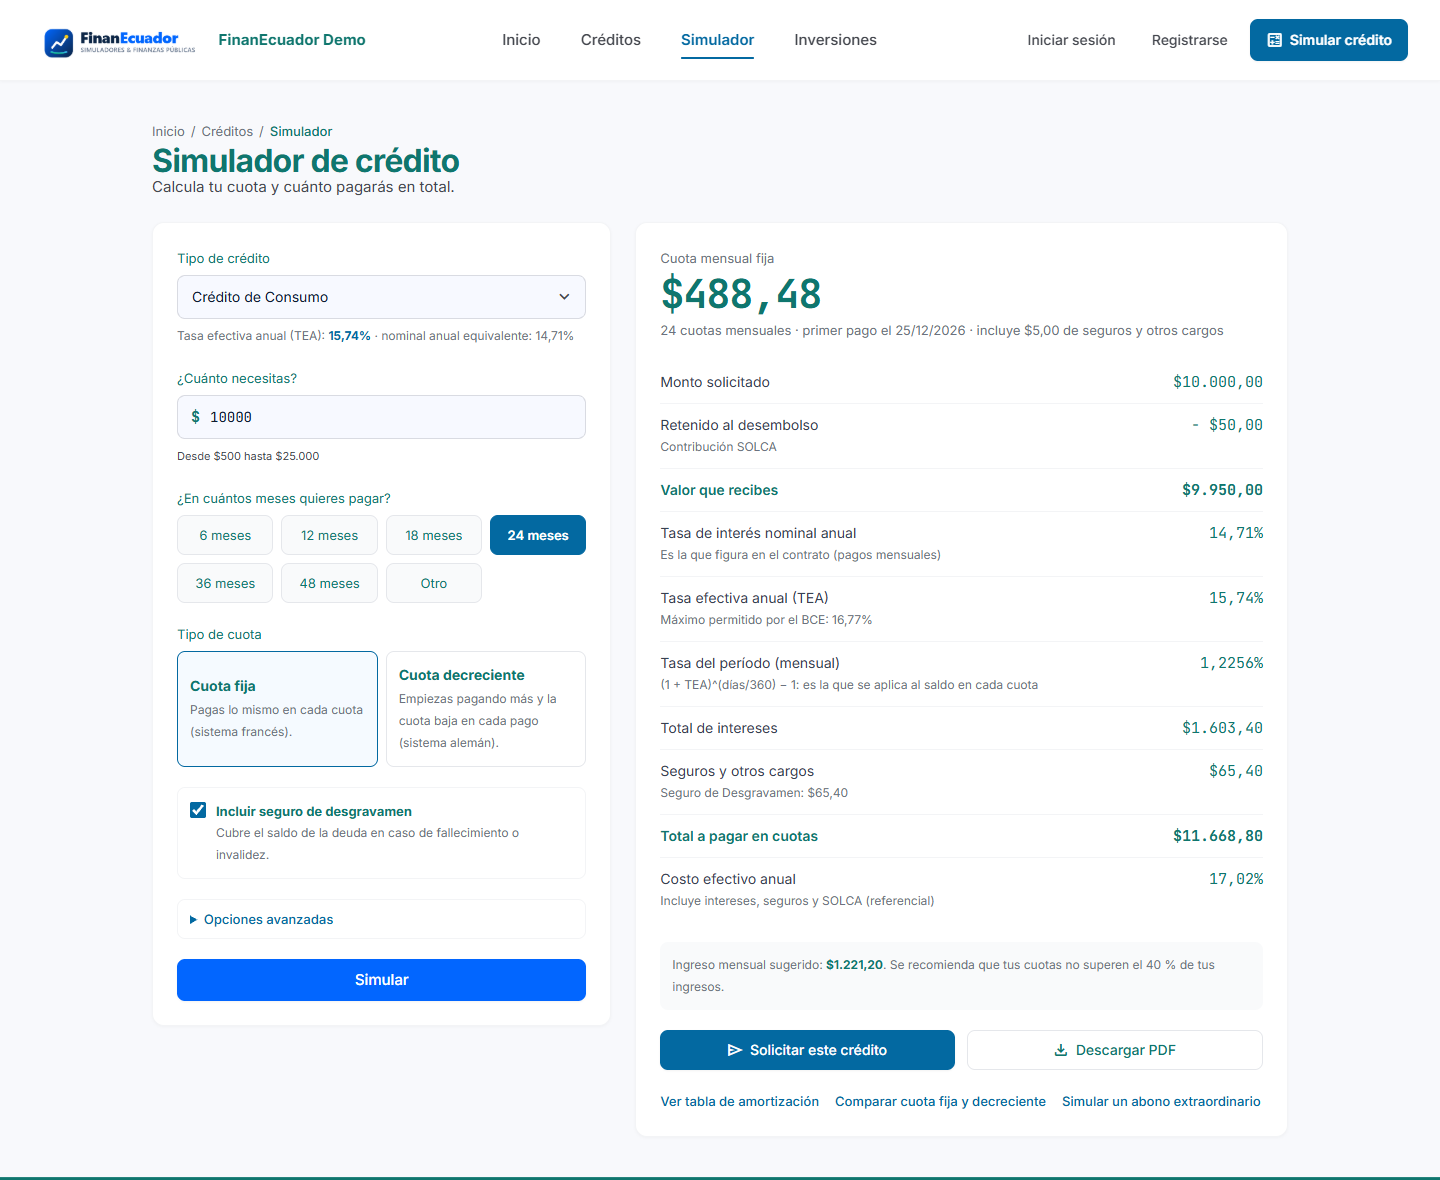 FinanEcuador
SIMULADORES & FINANZAS PÚBLICAS
FinanEcuador Demo
Inicio
Créditos
Simulador
Inversiones
Iniciar sesión
Registrarse
Simular crédito
Inicio / Créditos / Simulador
Simulador de crédito
Calcula tu cuota y cuánto pagarás en total.
Tipo de crédito
Crédito de Consumo
Tasa efectiva anual (TEA): 15,74% · nominal anual equivalente: 14,71%
¿Cuánto necesitas?
$ 10000
Desde $500 hasta $25.000
¿En cuántos meses quieres pagar?
6 meses
12 meses
18 meses
24 meses
36 meses
48 meses
Otro
Tipo de cuota
Cuota fija
Pagas lo mismo en cada cuota
(sistema francés).
Cuota decreciente
Empiezas pagando más y la
cuota baja en cada pago
(sistema alemán).
Incluir seguro de desgravamen
Cubre el saldo de la deuda en caso de fallecimiento o
invalidez.
Opciones avanzadas
Simular
Cuota mensual fija
$488,48
24 cuotas mensuales · primer pago el 25/12/2026 · incluye $5,00 de seguros y otros cargos
Monto solicitado $10.000,00
Retenido al desembolso - $50,00
Contribución SOLCA
Valor que recibes $9.950,00
Tasa de interés nominal anual 14,71%
Es la que figura en el contrato (pagos mensuales)
Tasa efectiva anual (TEA) 15,74%
Máximo permitido por el BCE: 16,77%
Tasa del período (mensual) 1,2256%
(1 + TEA)^(días/360) − 1: es la que se aplica al saldo en cada cuota
Total de intereses $1.603,40
Seguros y otros cargos $65,40
Seguro de Desgravamen: $65,40
Total a pagar en cuotas $11.668,80
Costo efectivo anual 17,02%
Incluye intereses, seguros y SOLCA (referencial)
Ingreso mensual sugerido: $1.221,20. Se recomienda que tus cuotas no superen el 40 % de tus
ingresos.
Solicitar este crédito
Descargar PDF
Ver tabla de amortización
Comparar cuota fija y decreciente
Simular un abono extraordinario